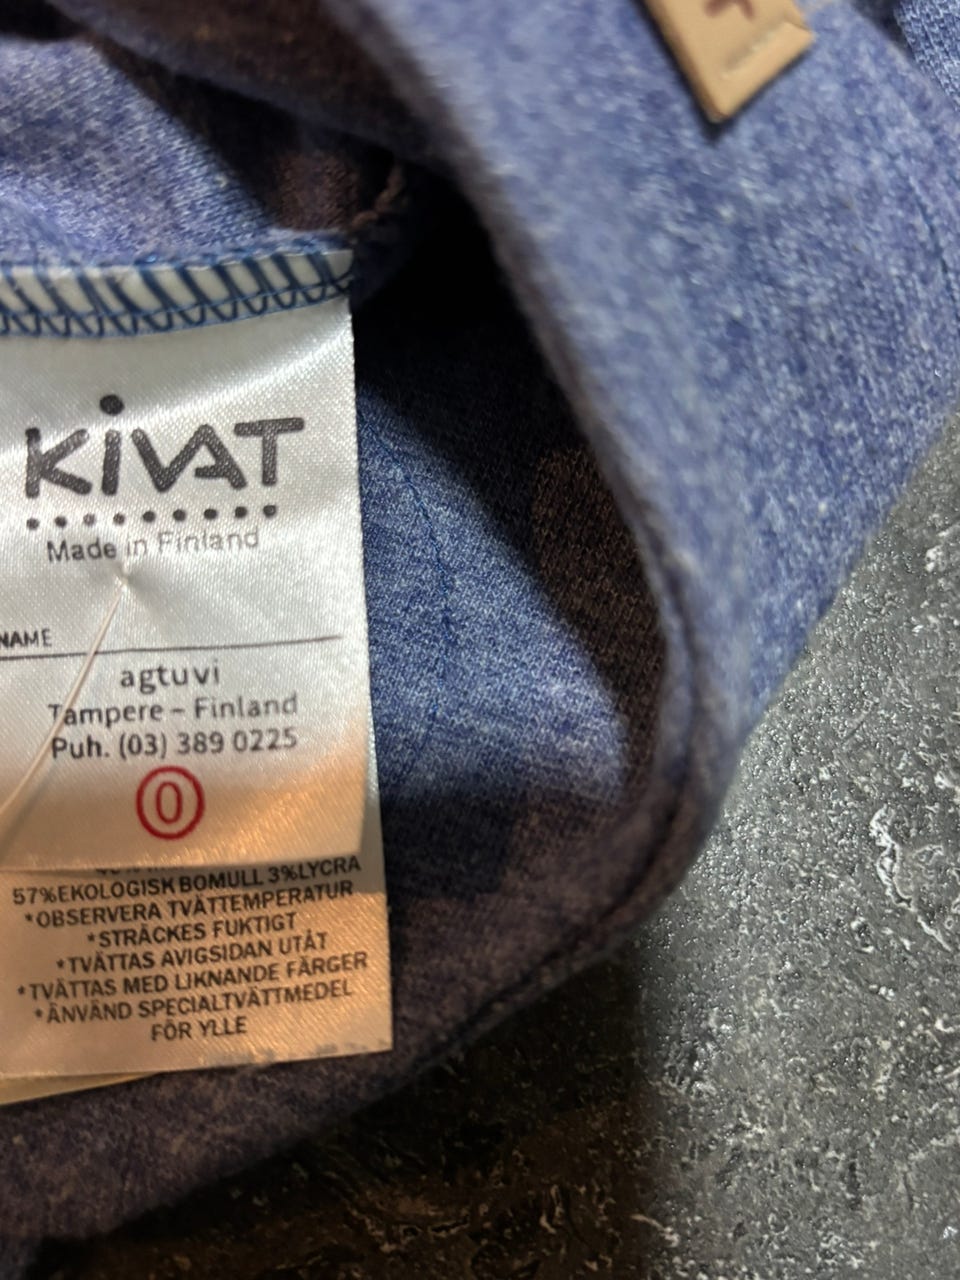 KiVAT
Made in Finland
NAME
agtuvi
Tampere – Finland
Puh. (03) 389 0225
0
57%EKOLOGISK BOMULL 3%LYCRA
*OBSERVERA TVÄTTEMPERATUR
*STRÄCKES FUKTIGT
*TVÄTTAS AVIGSIDAN UTÅT
*TVÄTTAS MED LIKNANDE FÄRGER
*ÄNVÄND SPECIALTVÄTTMEDEL
FÖR YLLE